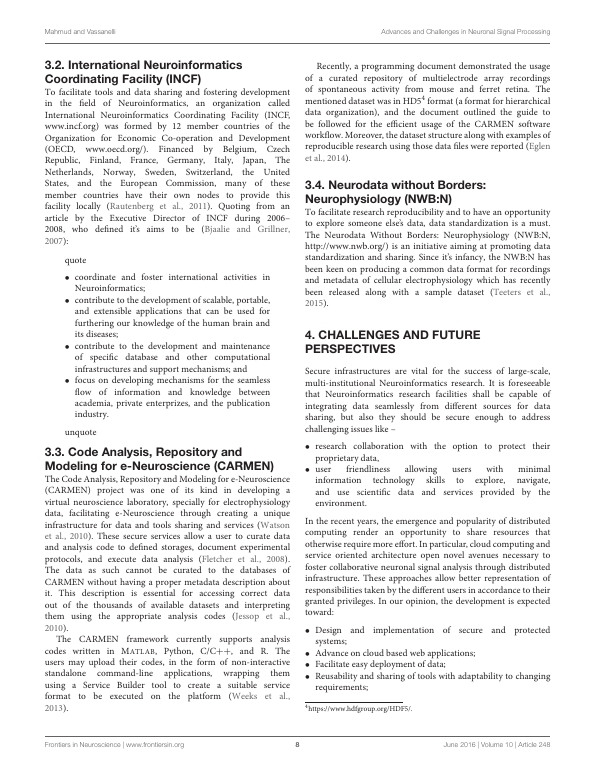 Mahmud and Vassanelli
Advances and Challenges in Neuronal Signal Processing
3.2. International Neuroinformatics
Coordinating Facility (INCF)
To facilitate tools and data sharing and fostering development
in the field of Neuroinformatics, an organization called
International Neuroinformatics Coordinating Facility (INCF,
www.incf.org) was formed by 12 member countries of the
Organization for Economic Co-operation and Development
(OECD, www.oecd.org/). Financed by Belgium, Czech
Republic, Finland, France, Germany, Italy, Japan, The
Netherlands, Norway, Sweden, Switzerland, the United
States, and the European Commission, many of these
member countries have their own nodes to provide this
facility locally (Rautenberg et al., 2011). Quoting from an
article by the Executive Director of INCF during 2006–
2008, who defined it's aims to be (Bjaalie and Grillner,
2007):
quote
• coordinate and foster international activities in
Neuroinformatics;
• contribute to the development of scalable, portable,
and extensible applications that can be used for
furthering our knowledge of the human brain and
its diseases;
• contribute to the development and maintenance
of specific database and other computational
infrastructures and support mechanisms; and
• focus on developing mechanisms for the seamless
flow of information and knowledge between
academia, private enterprizes, and the publication
industry.
unquote
3.3. Code Analysis, Repository and
Modeling for e-Neuroscience (CARMEN)
The Code Analysis, Repository and Modeling for e-Neuroscience
(CARMEN) project was one of its kind in developing a
virtual neuroscience laboratory, specially for electrophysiology
data, facilitating e-Neuroscience through creating a unique
infrastructure for data and tools sharing and services (Watson
et al., 2010). These secure services allow a user to curate data
and analysis code to defined storages, document experimental
protocols, and execute data analysis (Fletcher et al., 2008).
The data as such cannot be curated to the databases of
CARMEN without having a proper metadata description about
it. This description is essential for accessing correct data
out of the thousands of available datasets and interpreting
them using the appropriate analysis codes (Jessop et al.,
2010).
The CARMEN framework currently supports analysis
codes written in MATLAB, Python, C/C++, and R. The
users may upload their codes, in the form of non-interactive
standalone command-line applications, wrapping them
using a Service Builder tool to create a suitable service
format to be executed on the platform (Weeks et al.,
2013).
Recently, a programming document demonstrated the usage
of a curated repository of multielectrode array recordings
of spontaneous activity from mouse and ferret retina. The
mentioned dataset was in HD5⁴ format (a format for hierarchical
data organization), and the document outlined the guide to
be followed for the efficient usage of the CARMEN software
workflow. Moreover, the dataset structure along with examples of
reproducible research using those data files were reported (Eglen
et al., 2014).
3.4. Neurodata without Borders:
Neurophysiology (NWB:N)
To facilitate research reproducibility and to have an opportunity
to explore someone else's data, data standardization is a must.
The Neurodata Without Borders: Neurophysiology (NWB:N,
http://www.nwb.org/) is an initiative aiming at promoting data
standardization and sharing. Since it's infancy, the NWB:N has
been keen on producing a common data format for recordings
and metadata of cellular electrophysiology which has recently
been released along with a sample dataset (Teeters et al.,
2015).
4. CHALLENGES AND FUTURE
PERSPECTIVES
Secure infrastructures are vital for the success of large-scale,
multi-institutional Neuroinformatics research. It is foreseeable
that Neuroinformatics research facilities shall be capable of
integrating data seamlessly from different sources for data
sharing, but also they should be secure enough to address
challenging issues like –
• research collaboration with the option to protect their
proprietary data,
• user friendliness allowing users with minimal
information technology skills to explore, navigate,
and use scientific data and services provided by the
environment.
In the recent years, the emergence and popularity of distributed
computing render an opportunity to share resources that
otherwise require more effort. In particular, cloud computing and
service oriented architecture open novel avenues necessary to
foster collaborative neuronal signal analysis through distributed
infrastructure. These approaches allow better representation of
responsibilities taken by the different users in accordance to their
granted privileges. In our opinion, the development is expected
toward:
• Design and implementation of secure and protected
systems;
• Advance on cloud based web applications;
• Facilitate easy deployment of data;
• Reusability and sharing of tools with adaptability to changing
requirements;
⁴https://www.hdfgroup.org/HDF5/.
Frontiers in Neuroscience | www.frontiersin.org
8
June 2016 | Volume 10 | Article 248